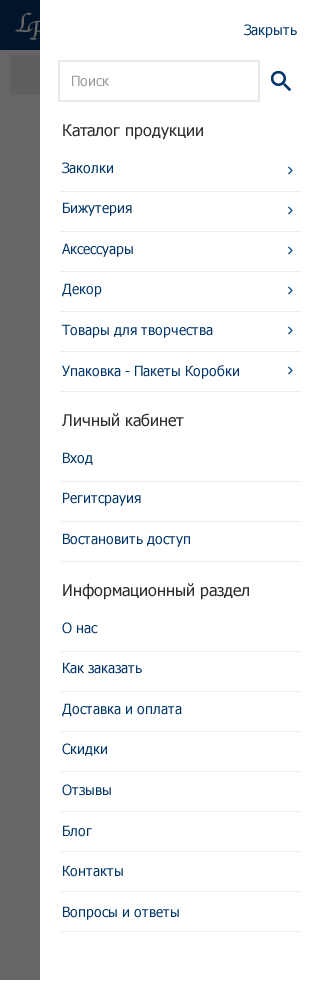 Закрыть
Поиск
Каталог продукции
Заколки
Бижутерия
Аксессуары
Декор
Товары для творчества
Упаковка - Пакеты Коробки
Личный кабинет
Вход
Регитсрауия
Востановить доступ
Информационный раздел
О нас
Как заказать
Доставка и оплата
Скидки
Отзывы
Блог
Контакты
Вопросы и ответы